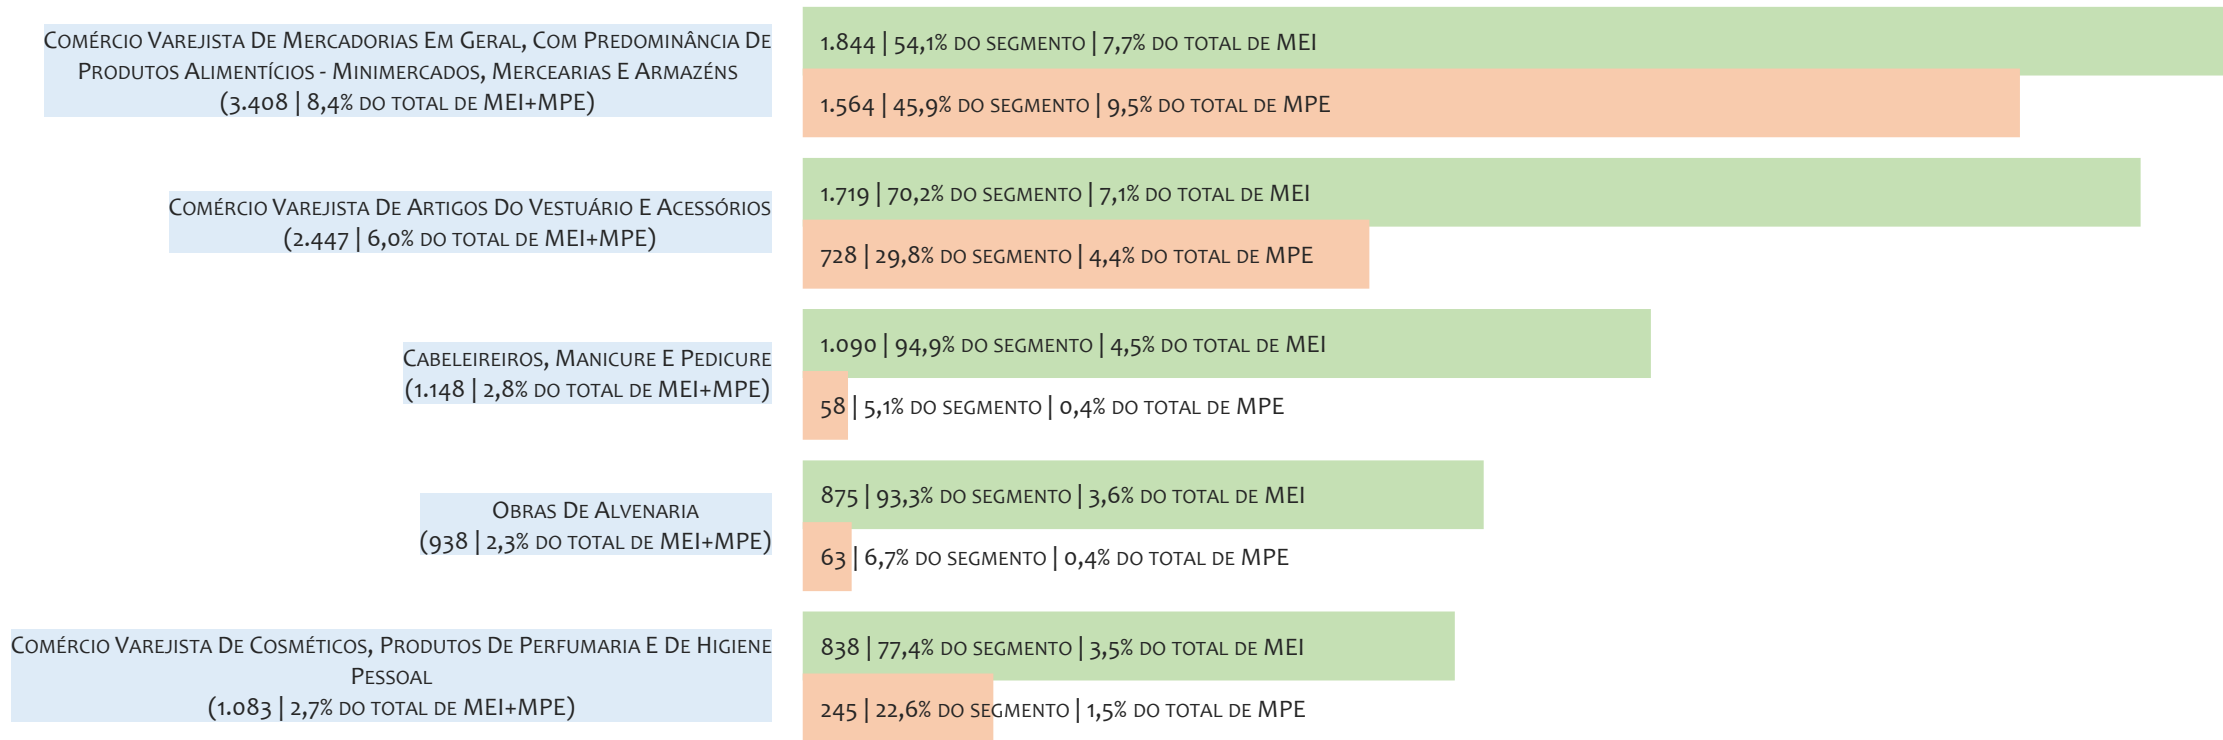 Comércio Varejista De Mercadorias Em Geral, Com Predominância De
Produtos Alimentícios - Minimercados, Mercearias E Armazéns
(3.408 | 8,4% do total de MEI+MPE)
1.844 | 54,1% do segmento | 7,7% do total de MEI
1.564 | 45,9% do segmento | 9,5% do total de MPE
Comércio Varejista De Artigos Do Vestuário E Acessórios
(2.447 | 6,0% do total de MEI+MPE)
1.719 | 70,2% do segmento | 7,1% do total de MEI
728 | 29,8% do segmento | 4,4% do total de MPE
Cabeleireiros, Manicure E Pedicure
(1.148 | 2,8% do total de MEI+MPE)
1.090 | 94,9% do segmento | 4,5% do total de MEI
58 | 5,1% do segmento | 0,4% do total de MPE
Obras De Alvenaria
(938 | 2,3% do total de MEI+MPE)
875 | 93,3% do segmento | 3,6% do total de MEI
63 | 6,7% do segmento | 0,4% do total de MPE
Comércio Varejista De Cosméticos, Produtos De Perfumaria E De Higiene
Pessoal
(1.083 | 2,7% do total de MEI+MPE)
838 | 77,4% do segmento | 3,5% do total de MEI
245 | 22,6% do segmento | 1,5% do total de MPE